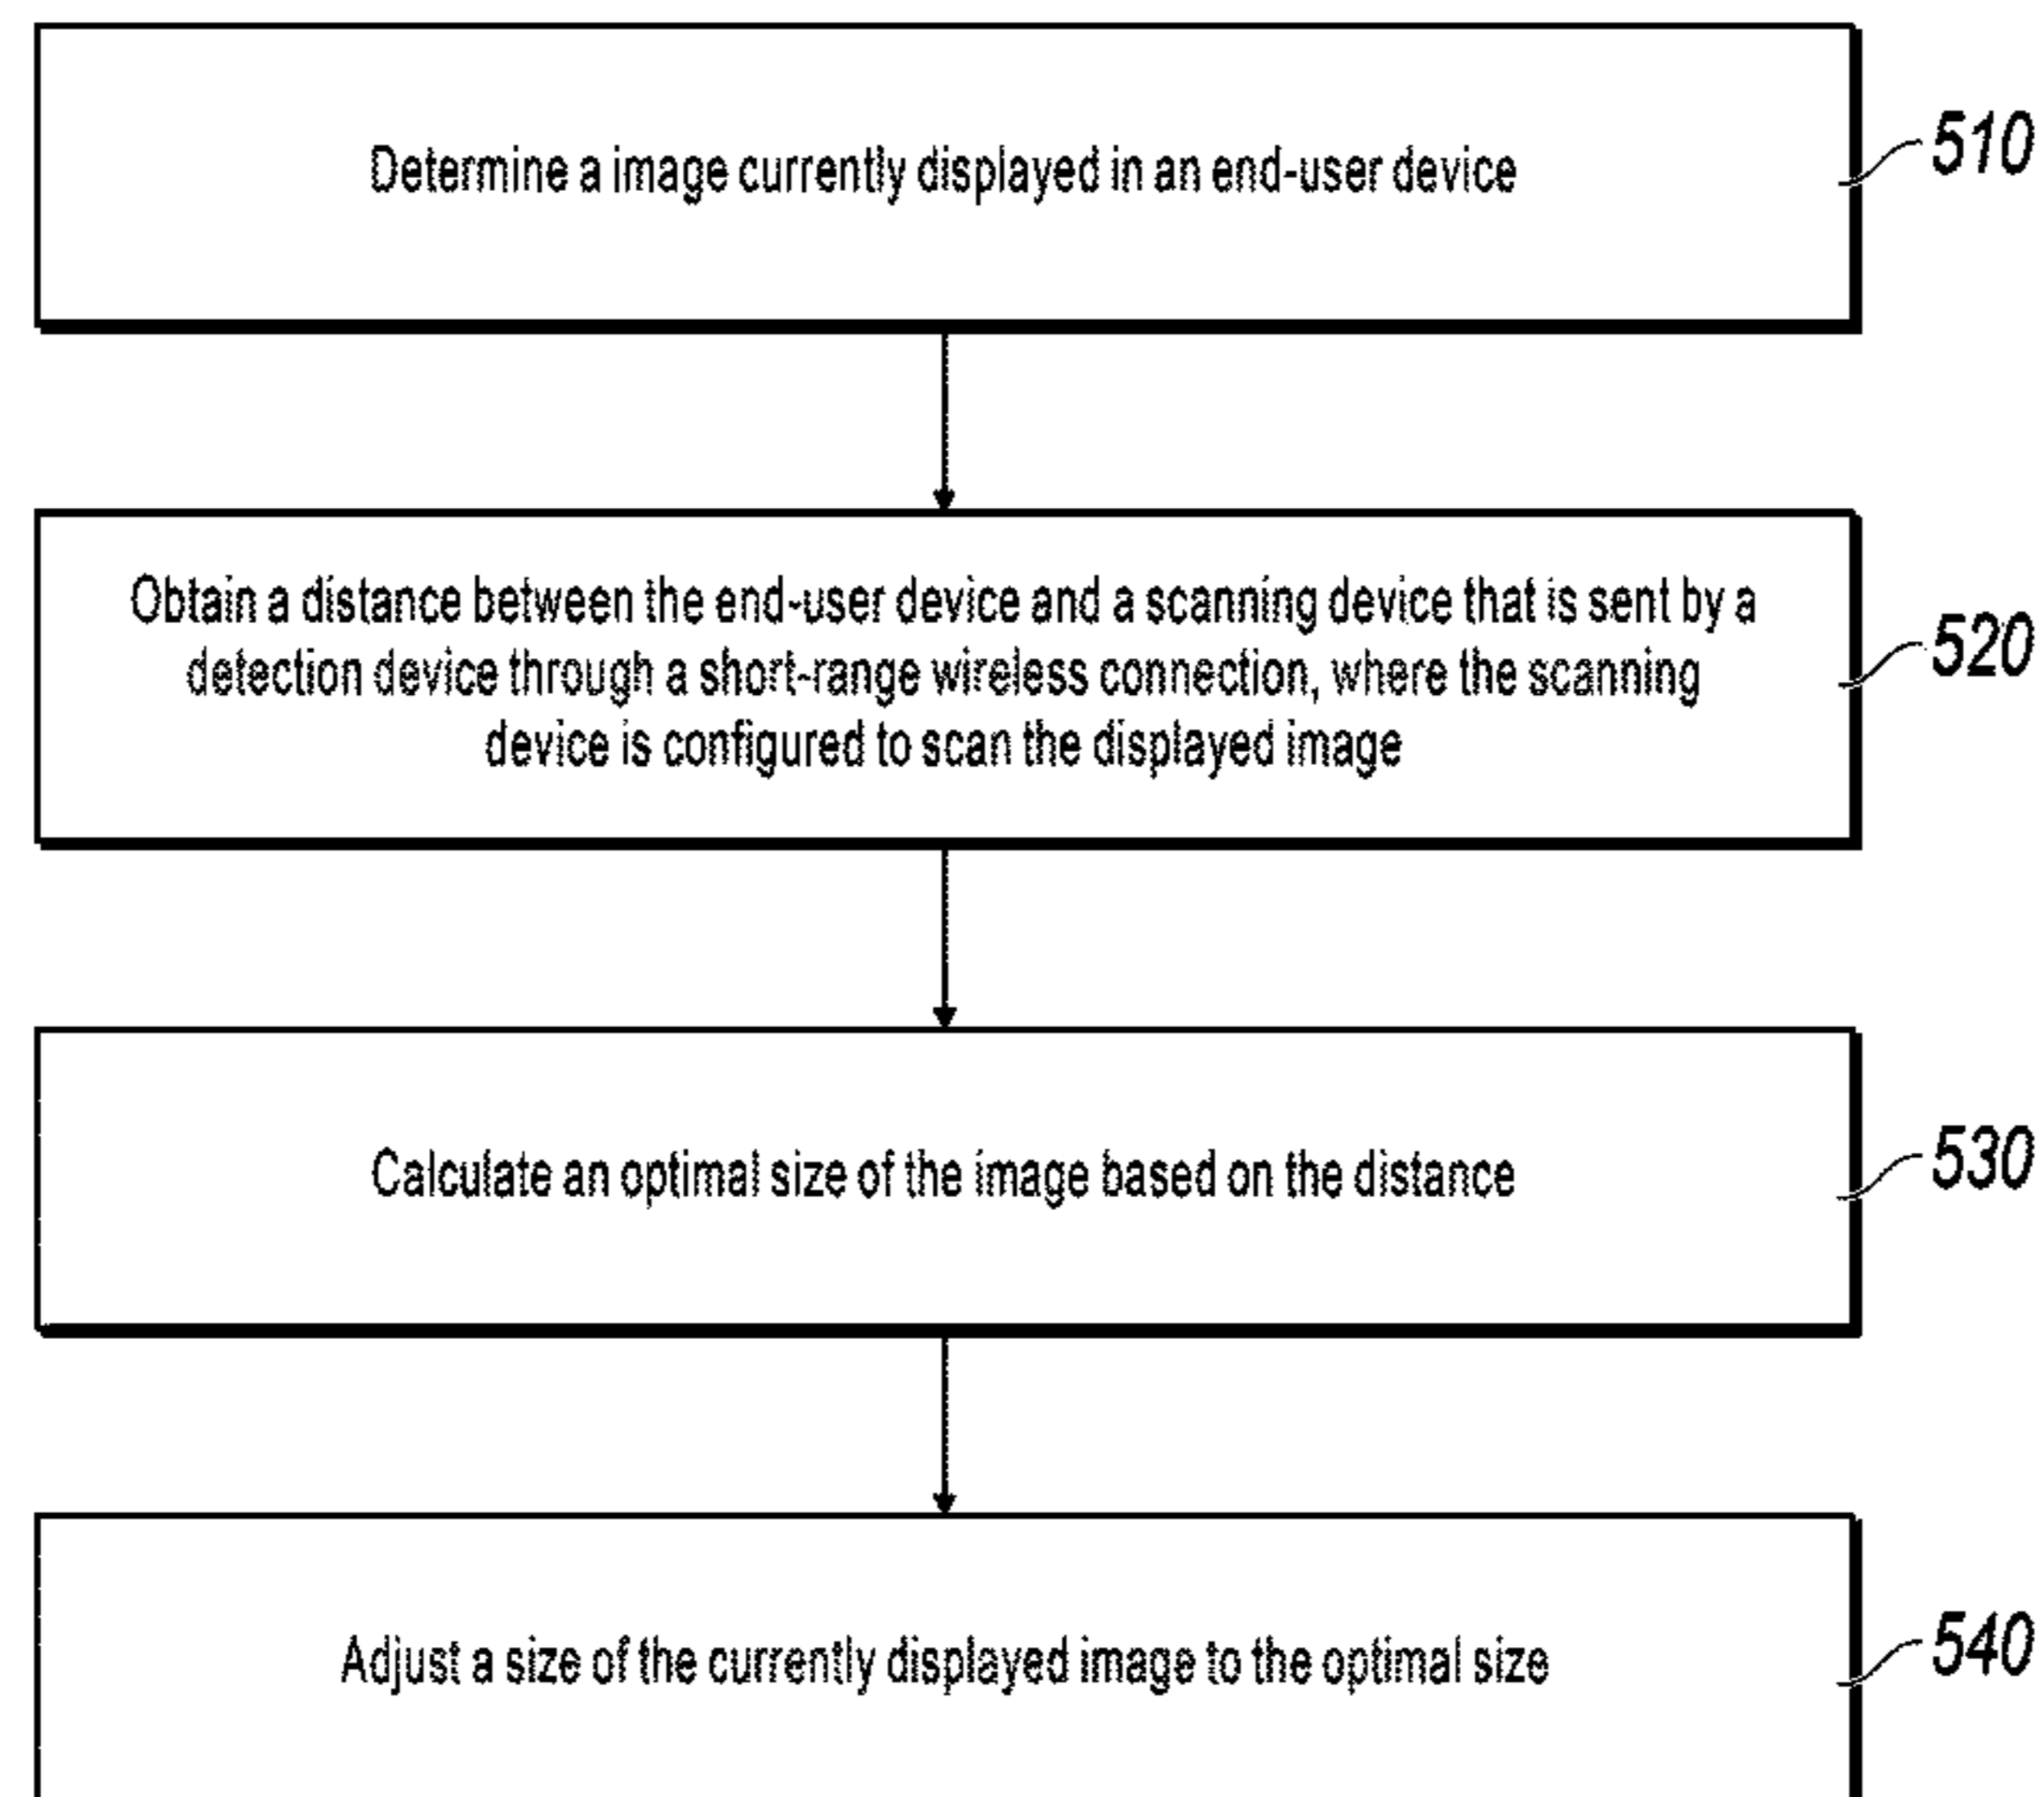 Determine a image currently displayed in an end-user device
510
Obtain a distance between the end-user device and a scanning device that is sent by a
detection device through a short-range wireless connection, where the scanning
device is configured to scan the displayed image
520
Calculate an optimal size of the image based on the distance
530
Adjust a size of the currently displayed image to the optimal size
540